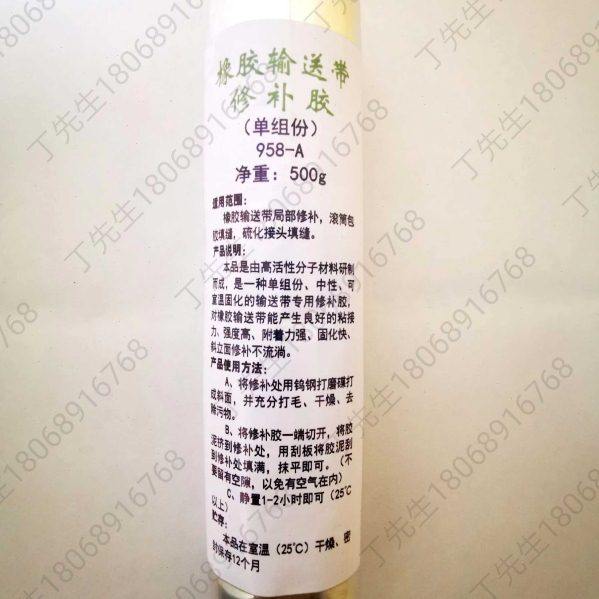 橡胶输送带
修补胶
（单组份）
958-A
净重：500g
适用范围：
橡胶输送带局部修补，滚筒包
胶填缝，硫化接头填缝。
产品说明：
本品是由高活性分子材料研制
而成，是一种单组份、中性、可
室温固化的输送带专用修补胶，
对橡胶输送带能产生良好的粘接
力、强度高、附着力强、固化快、
斜立面修补不流淌。
产品使用方法：
A、将修补处用钨钢打磨碟打
成斜面，并充分打毛、干燥、去
除污物。
B、将修补胶一端切开，将胶
泥挤到修补处，用刮板将胶泥刮
到修补处填满，抹平即可。（不
要留有空隙，以免有空气在内）
C、静置1-2小时即可（25℃
以上）
贮存：
本品在室温（25℃）干燥、密
封保存12个月
丁先生18068916768